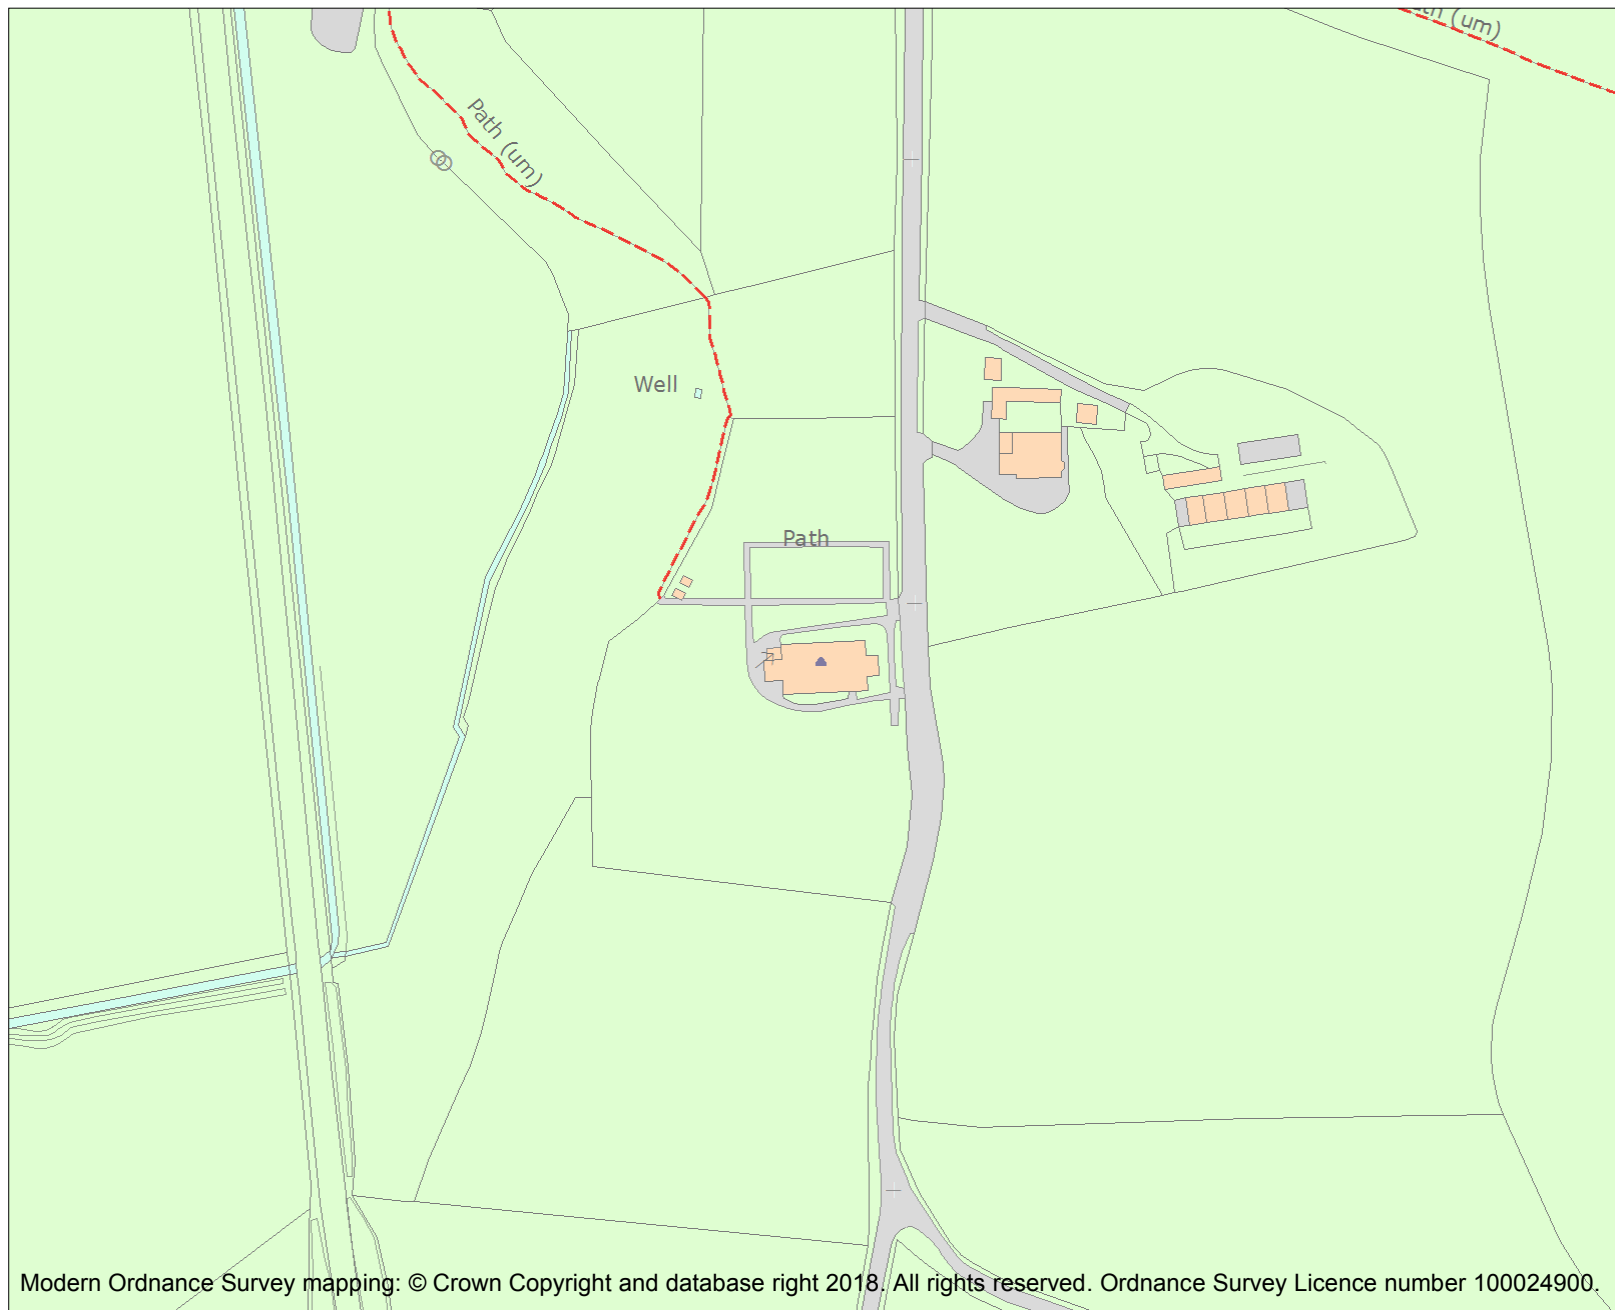 (um)
Path (um)
Well
Path
Modern Ordnance Survey mapping: © Crown Copyright and database right 2018. All rights reserved. Ordnance Survey Licence number 100024900.